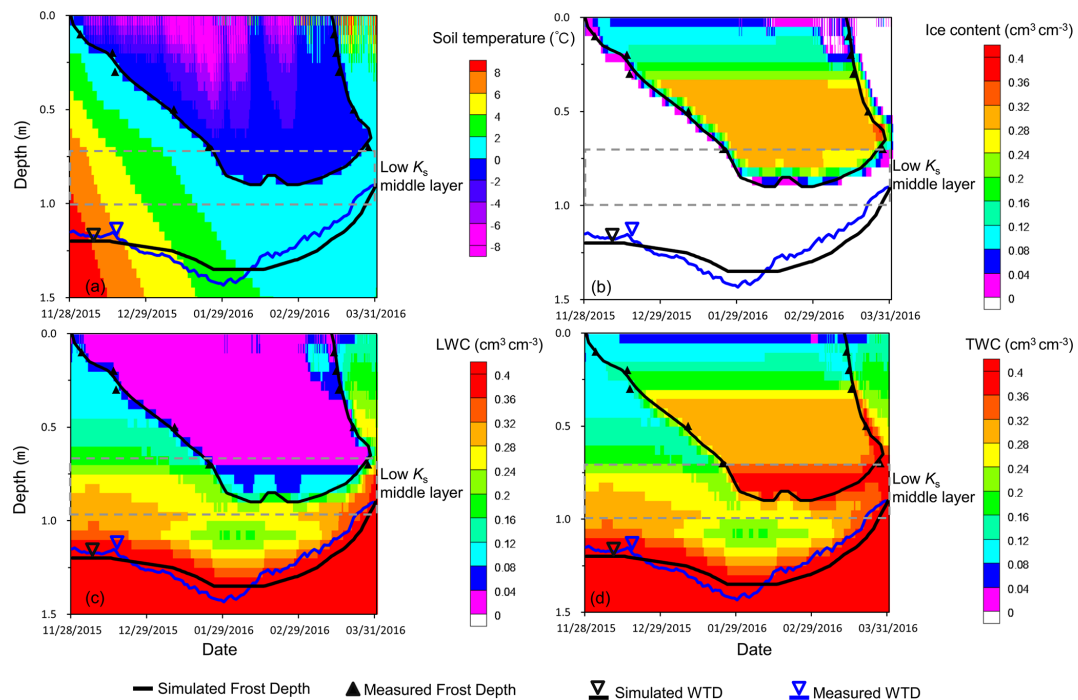 0.0
0.5
1.0
1.5
Depth (m)
Soil temperature (°C)
8
6
4
2
0
-2
-4
-6
-8
Low Ks
middle layer
(a)
11/28/2015 12/29/2015 01/29/2016 02/29/2016 03/31/2016
0.0
0.5
1.0
1.5
Ice content (cm³ cm⁻³)
0.4
0.36
0.32
0.28
0.24
0.2
0.16
0.12
0.08
0.04
0
Low Ks
middle layer
(b)
11/28/2015 12/29/2015 01/29/2016 02/29/2016 03/31/2016
0.0
0.5
1.0
1.5
Depth (m)
LWC (cm³ cm⁻³)
0.4
0.36
0.32
0.28
0.24
0.2
0.16
0.12
0.08
0.04
0
Low Ks
middle layer
(c)
11/28/2015 12/29/2015 01/29/2016 02/29/2016 03/31/2016
Date
0.0
0.5
1.0
1.5
TWC (cm³ cm⁻³)
0.4
0.36
0.32
0.28
0.24
0.2
0.16
0.12
0.08
0.04
0
Low Ks
middle layer
(d)
11/28/2015 12/29/2015 01/29/2016 02/29/2016 03/31/2016
Date
Simulated Frost Depth Measured Frost Depth Simulated WTD Measured WTD